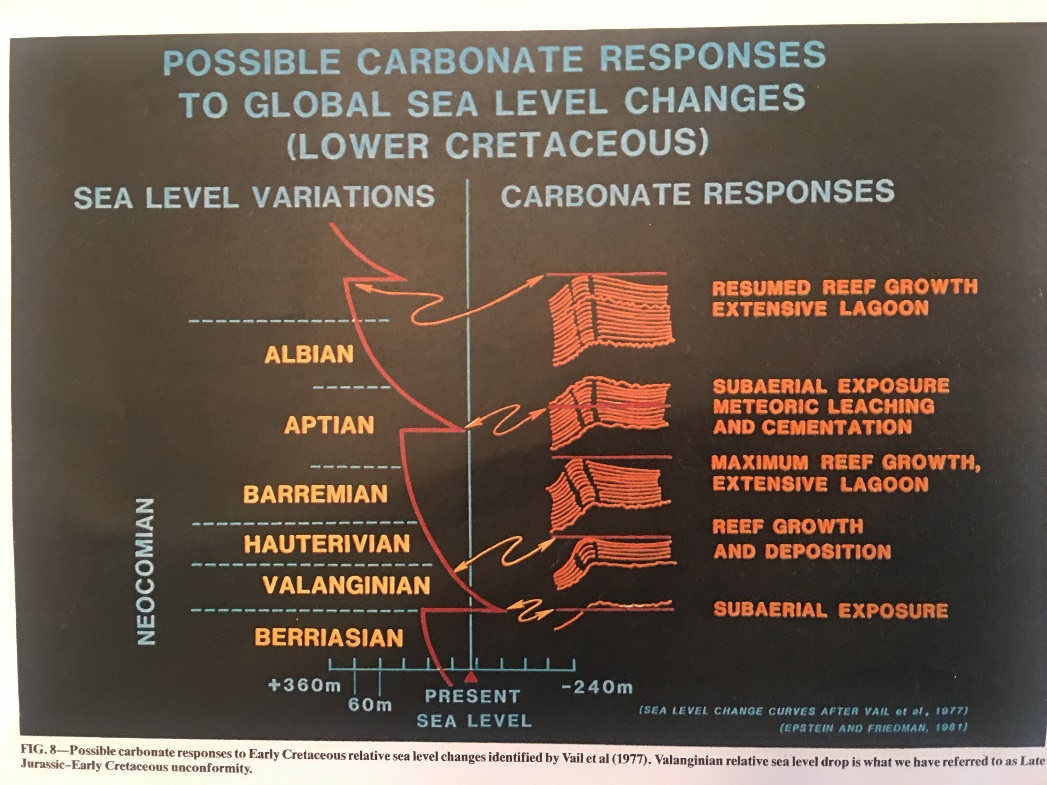 POSSIBLE CARBONATE RESPONSES
TO GLOBAL SEA LEVEL CHANGES
(LOWER CRETACEOUS)
SEA LEVEL VARIATIONS
CARBONATE RESPONSES
RESUMED REEF GROWTH
EXTENSIVE LAGOON
ALBIAN
SUBAERIAL EXPOSURE
METEORIC LEACHING
AND CEMENTATION
APTIAN
MAXIMUM REEF GROWTH,
EXTENSIVE LAGOON
BARREMIAN
REEF GROWTH
AND DEPOSITION
HAUTERIVIAN
VALANGINIAN
NEOCOMIAN
SUBAERIAL EXPOSURE
BERRIASIAN
+360m
60m
PRESENT
SEA LEVEL
-240m
(SEA LEVEL CHANGE CURVES AFTER VAIL et al, 1977)
(EPSTEIN AND FRIEDMAN, 1981)
FIG. 8—Possible carbonate responses to Early Cretaceous relative sea level changes identified by Vail et al (1977). Valanginian relative sea level drop is what we have referred to as Late
Jurassic-Early Cretaceous unconformity.